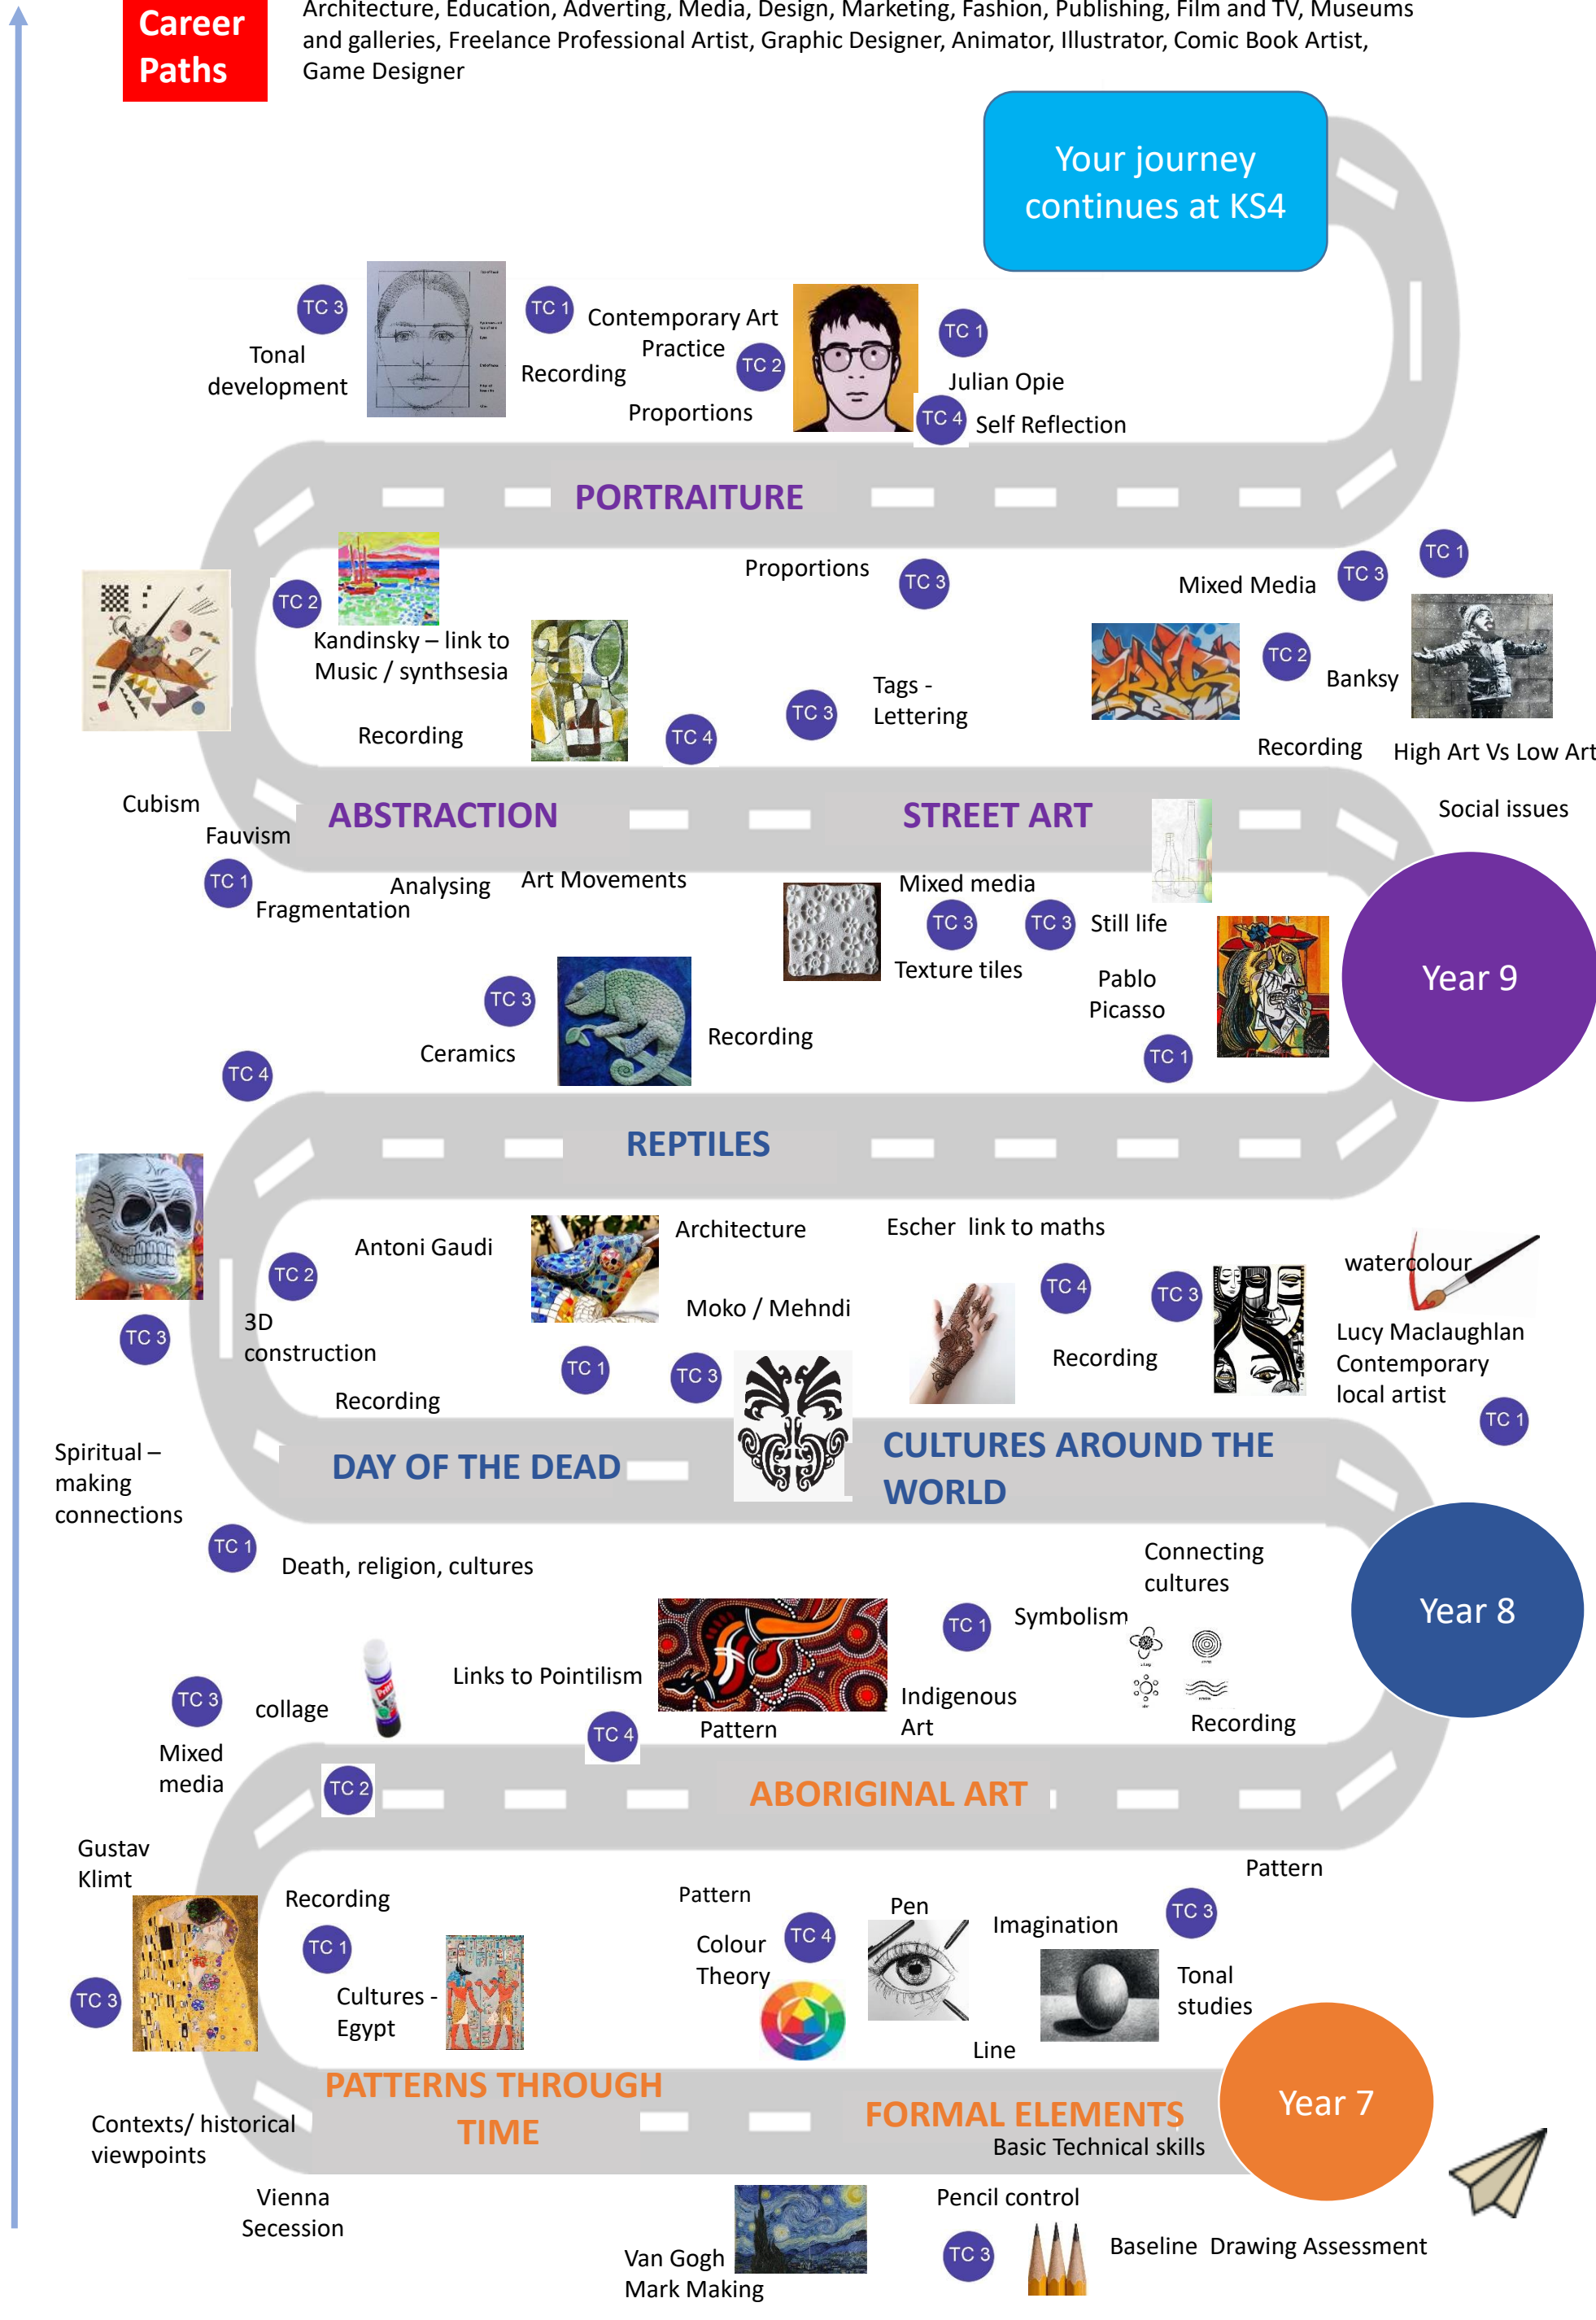 Career
Paths
Architecture, Education, Adverting, Media, Design, Marketing, Fashion, Publishing, Film and TV, Museums
and galleries, Freelance Professional Artist, Graphic Designer, Animator, Illustrator, Comic Book Artist,
Game Designer
Your journey
continues at KS4
TC 3
Tonal
development
TC 1
Recording
Contemporary Art
Practice
TC 2
Proportions
TC 1
Julian Opie
TC 4
Self Reflection
PORTRAITURE
TC 2
Kandinsky – link to
Music / synthsesia
Recording
TC 4
Proportions
TC 3
TC 3
Tags -
Lettering
Mixed Media
TC 3
TC 1
TC 2
Banksy
Recording
High Art Vs Low Art
Social issues
Cubism
Fauvism
TC 1
Fragmentation
ABSTRACTION
STREET ART
Analysing
Art Movements
Mixed media
TC 3
TC 3
Still life
Texture tiles
Pablo
Picasso
TC 1
Year 9
TC 3
Ceramics
Recording
TC 4
REPTILES
TC 3
TC 2
Antoni Gaudi
3D
construction
Recording
Architecture
Moko / Mehndi
TC 1
TC 3
Escher  link to maths
TC 4
TC 3
Recording
watercolour
Lucy Maclaughlan
Contemporary
local artist
TC 1
DAY OF THE DEAD
CULTURES AROUND THE
WORLD
Spiritual –
making
connections
TC 1
Death, religion, cultures
Connecting
cultures
Year 8
TC 1
Symbolism
Indigenous
Art
Recording
TC 3
collage
Pritt
Mixed
media
TC 2
Links to Pointilism
TC 4
Pattern
ABORIGINAL ART
Gustav
Klimt
TC 3
Recording
TC 1
Cultures -
Egypt
Pattern
Colour
Theory
TC 4
Pen
Imagination
Line
Pattern
TC 3
Tonal
studies
Year 7
PATTERNS THROUGH
TIME
FORMAL ELEMENTS
Basic Technical skills
Contexts/ historical
viewpoints
Vienna
Secession
Van Gogh
Mark Making
Pencil control
TC 3
Baseline  Drawing Assessment